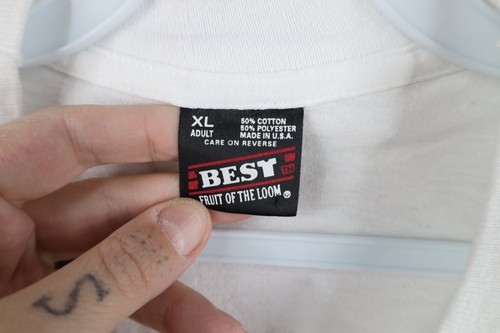 XL
ADULT
50% COTTON
50% POLYESTER
MADE IN U.S.A.
CARE ON REVERSE
BEST
FRUIT OF THE LOOM ®
S